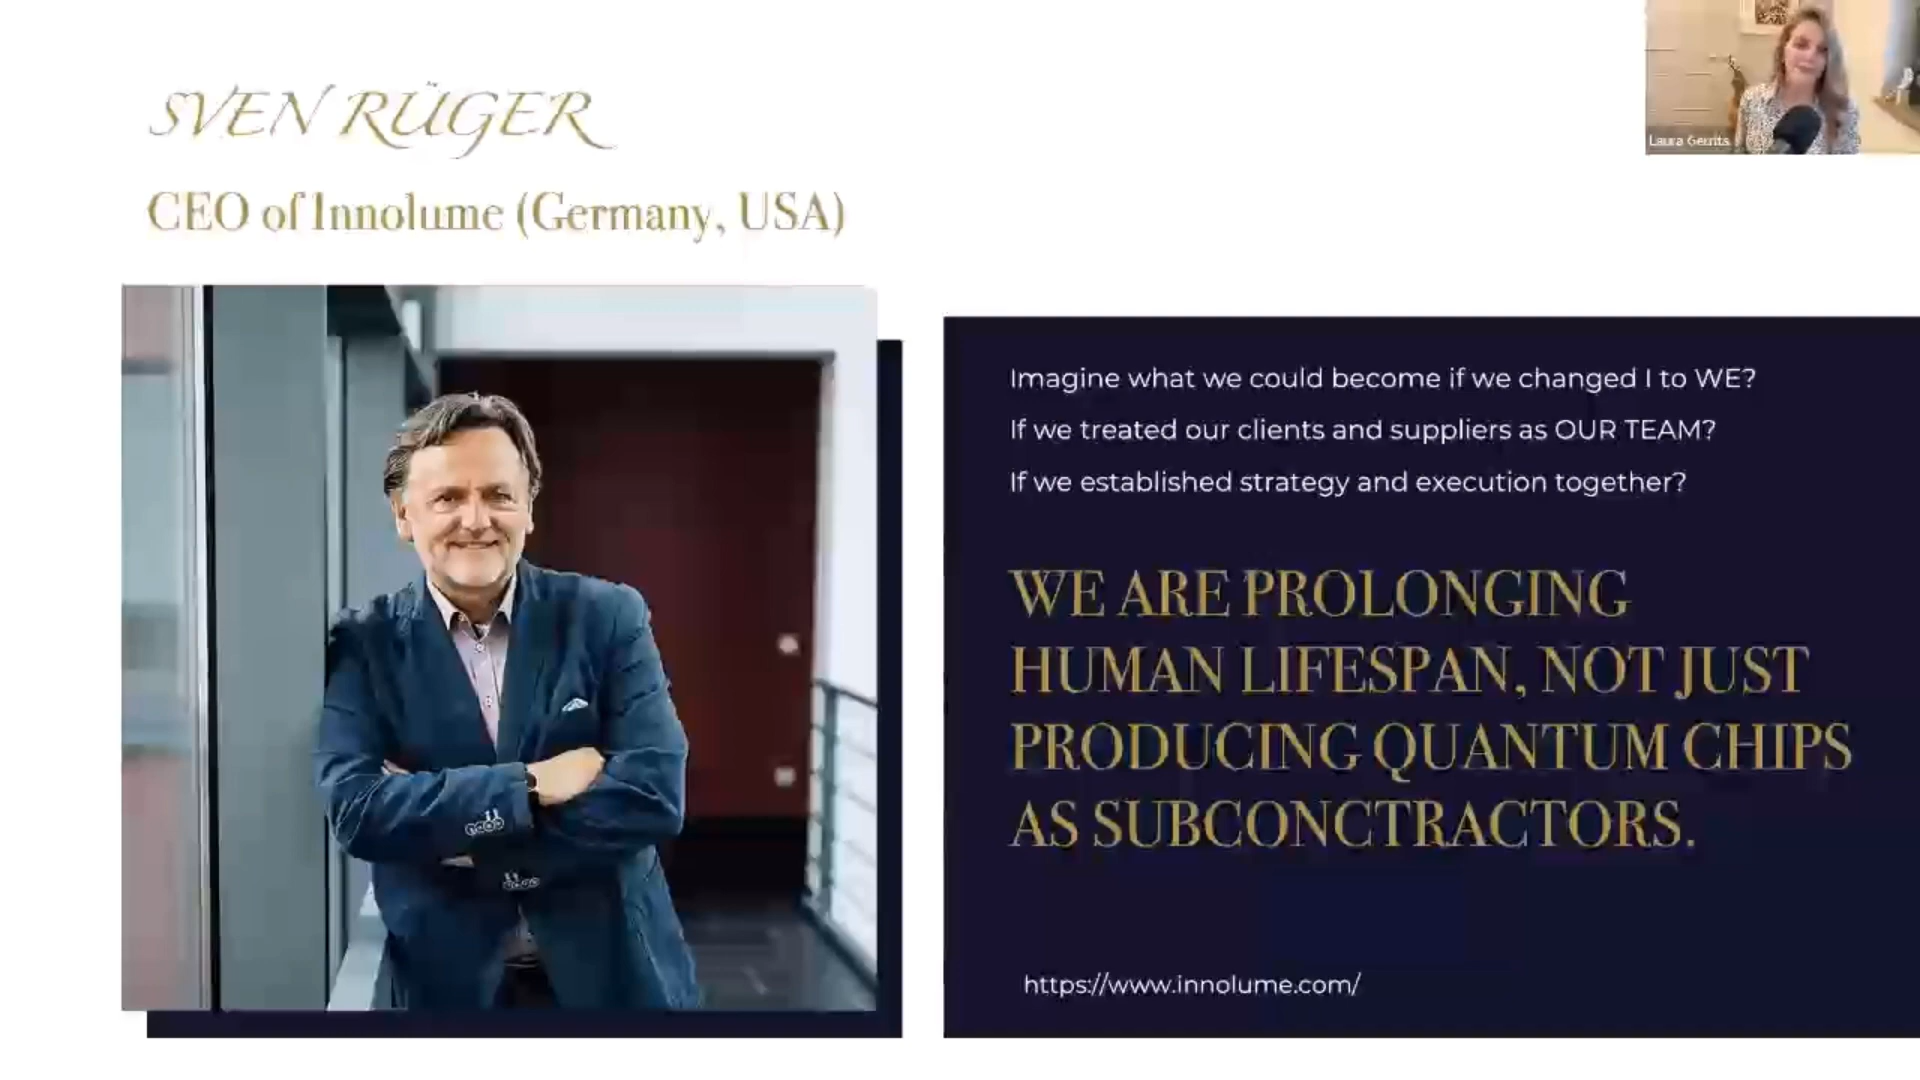 SVEN RÜGER
CEO of Innolume (Germany, USA)
Laura Gerrits
Imagine what we could become if we changed I to WE?
If we treated our clients and suppliers as OUR TEAM?
If we established strategy and execution together?
WE ARE PROLONGING
HUMAN LIFESPAN, NOT JUST
PRODUCING QUANTUM CHIPS
AS SUBCONCTRACTORS.
https://www.innolume.com/